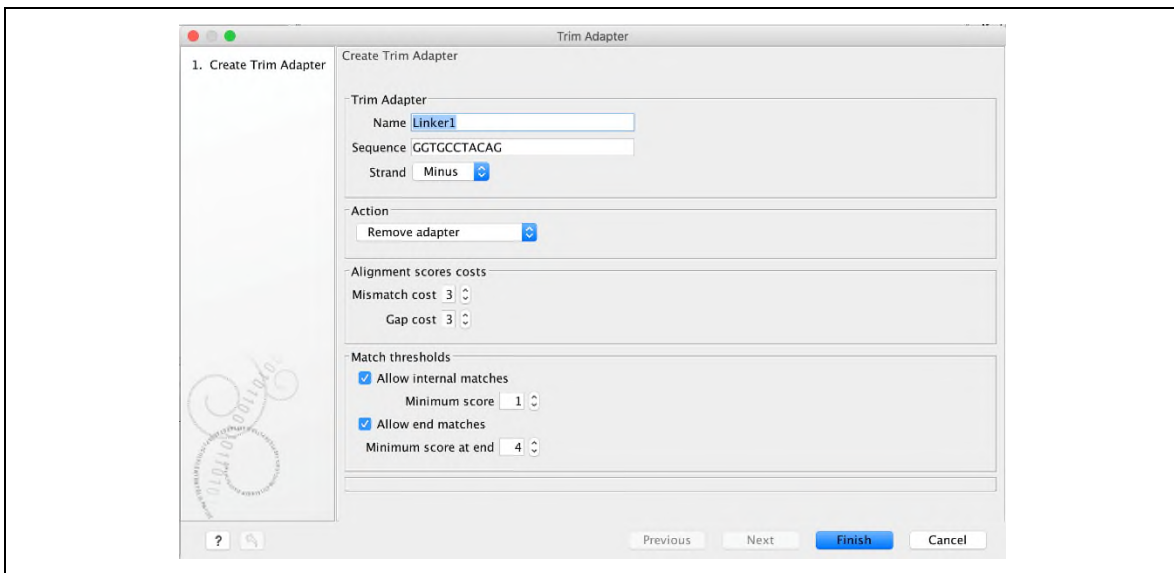 Trim Adapter
1. Create Trim Adapter
Create Trim Adapter
Trim Adapter
Name Linker1
Sequence GGTGCCTACAG
Strand Minus
Action
Remove adapter
Alignment scores costs
Mismatch cost 3
Gap cost 3
Match thresholds
Allow internal matches
Minimum score 1
Allow end matches
Minimum score at end 4
? Previous Next Finish Cancel